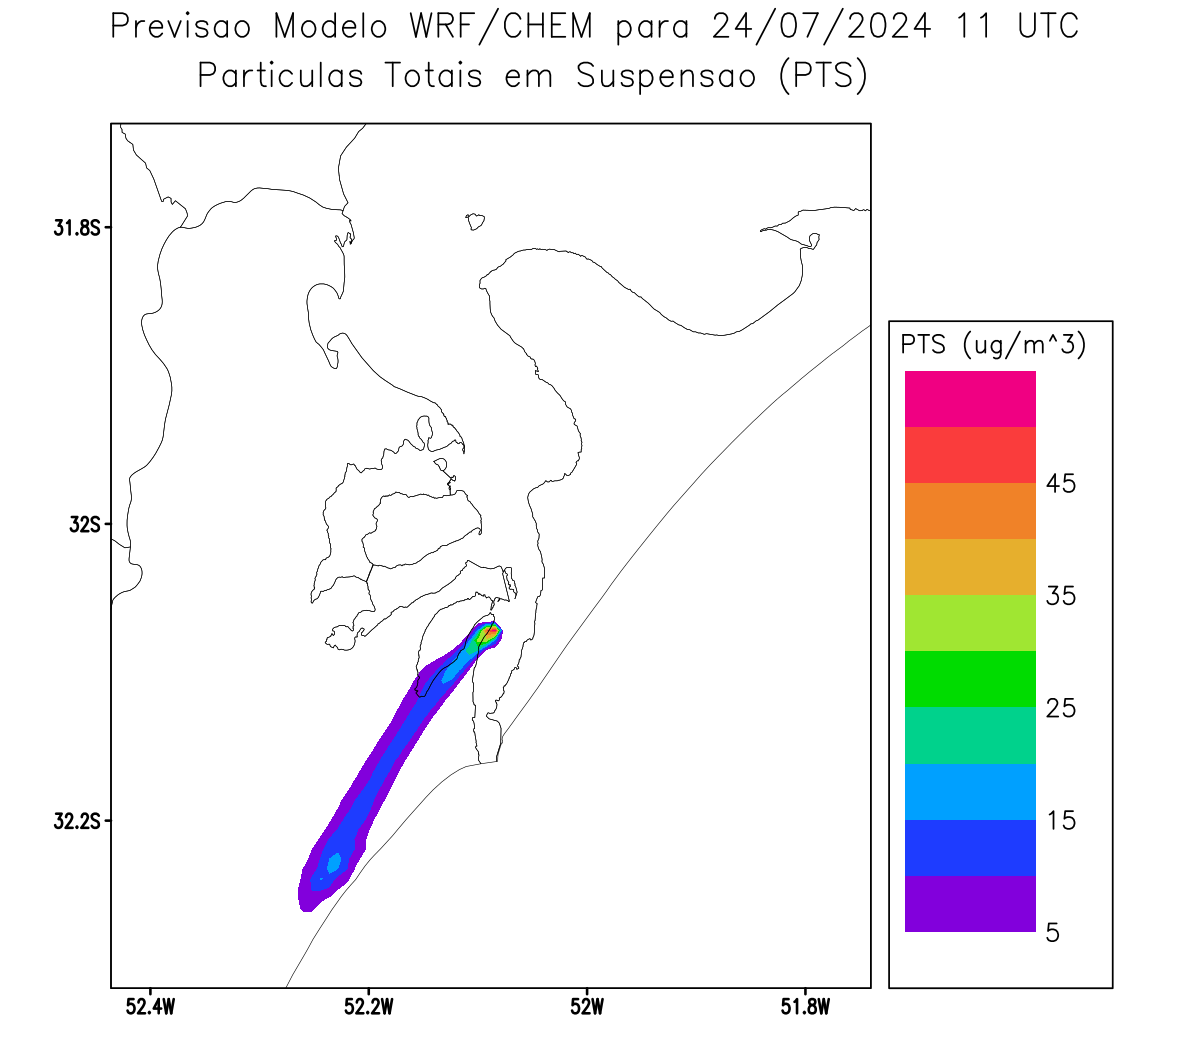 Previsao Modelo WRF/CHEM para 24/07/2024 11 UTC
Particulas Totais em Suspensao (PTS)
31.8S
32S
32.2S
52.4W
52.2W
52W
51.8W
PTS (ug/m^3)
45
35
25
15
5